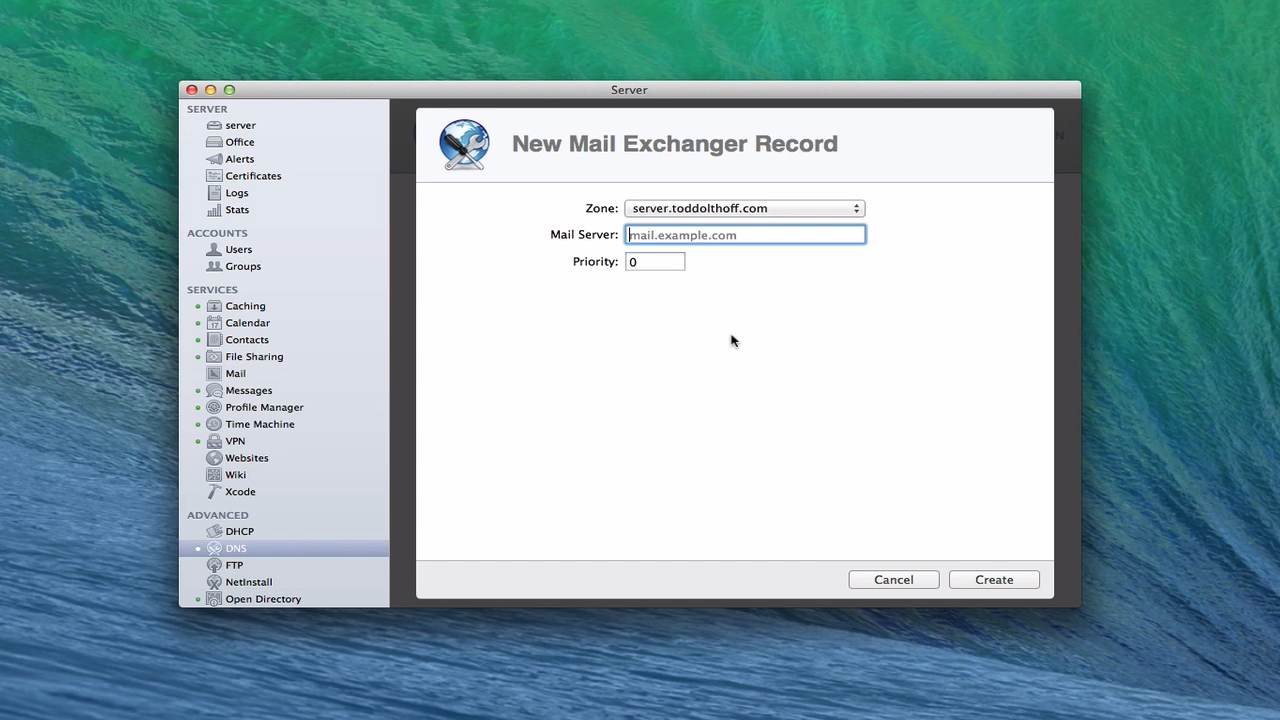 Server
SERVER
server
Office
Alerts
Certificates
Logs
Stats
ACCOUNTS
Users
Groups
SERVICES
Caching
17 Calendar
Contacts
File Sharing
Mail
Messages
Profile Manager
Time Machine
VPN
Websites
Wiki
Xcode
ADVANCED
DHCP
DNS
FTP
NetInstall
Open Directory
New Mail Exchanger Record
Zone: server.toddolthoff.com
Mail Server: mail.example.com
Priority: 0
Cancel Create